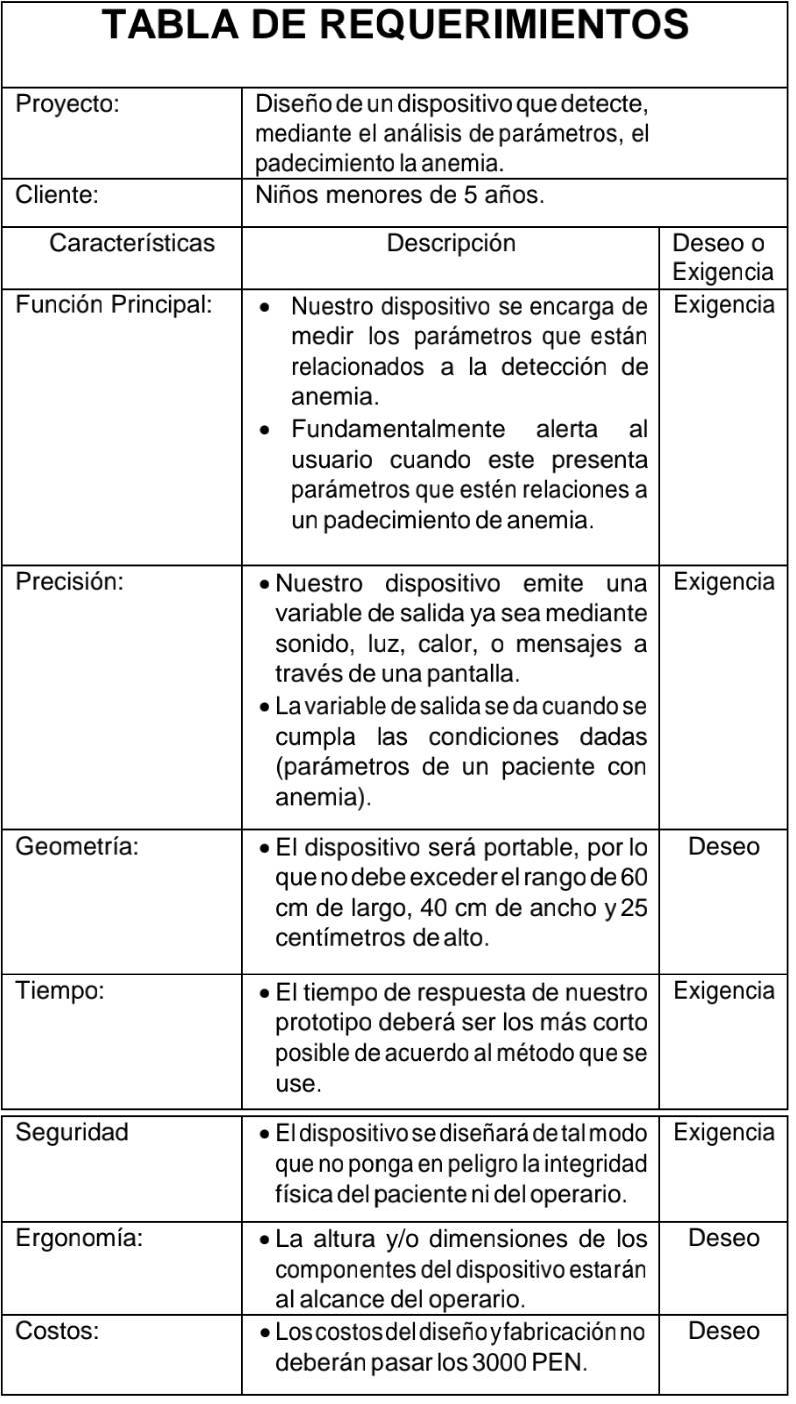 TABLA DE REQUERIMIENTOS
Proyecto:
Diseño de un dispositivo que detecte,
mediante el análisis de parámetros, el
padecimiento la anemia.
Cliente:
Niños menores de 5 años.
Características
Descripción
Deseo o
Exigencia
Función Principal:
• Nuestro dispositivo se encarga de
medir los parámetros que están
relacionados a la detección de
anemia.
• Fundamentalmente alerta al
usuario cuando este presenta
parámetros que estén relaciones a
un padecimiento de anemia.
Exigencia
Precisión:
• Nuestro dispositivo emite una
variable de salida ya sea mediante
sonido, luz, calor, o mensajes a
través de una pantalla.
• La variable de salida se da cuando se
cumpla las condiciones dadas
(parámetros de un paciente con
anemia).
Exigencia
Geometría:
• El dispositivo será portable, por lo
que no debe exceder el rango de 60
cm de largo, 40 cm de ancho y 25
centímetros de alto.
Deseo
Tiempo:
• El tiempo de respuesta de nuestro
prototipo deberá ser los más corto
posible de acuerdo al método que se
use.
Exigencia
Seguridad
• El dispositivo se diseñará de tal modo
que no ponga en peligro la integridad
física del paciente ni del operario.
Exigencia
Ergonomía:
• La altura y/o dimensiones de los
componentes del dispositivo estarán
al alcance del operario.
Deseo
Costos:
• Los costos del diseño y fabricación no
deberán pasar los 3000 PEN.
Deseo